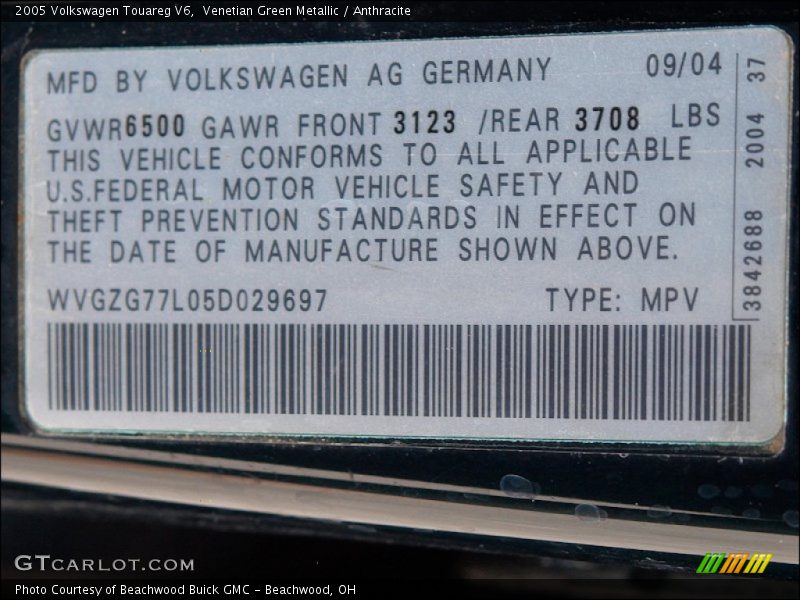 2005 Volkswagen Touareg V6,  Venetian Green Metallic / Anthracite
MFD BY VOLKSWAGEN AG GERMANY 09/04
GVWR6500 GAWR FRONT 3123 /REAR 3708 LBS
THIS VEHICLE CONFORMS TO ALL APPLICABLE
U.S.FEDERAL MOTOR VEHICLE SAFETY AND
THEFT PREVENTION STANDARDS IN EFFECT ON
THE DATE OF MANUFACTURE SHOWN ABOVE.
WVGZG77L05D029697 TYPE: MPV
3842688 2004 37
GTCARLOT.COM
Photo Courtesy of Beachwood Buick GMC - Beachwood, OH